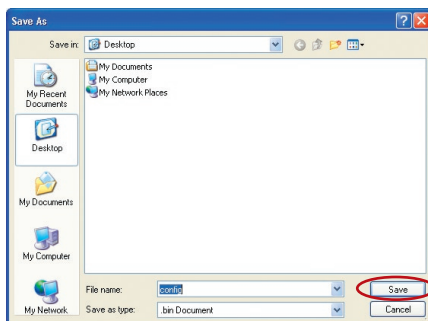 Save As
Save in:
Desktop
My Recent
Documents
Desktop
My Documents
My Computer
My Network
My Documents
My Computer
My Network Places
File name:
config
Save
Save as type:
.bin Document
Cancel